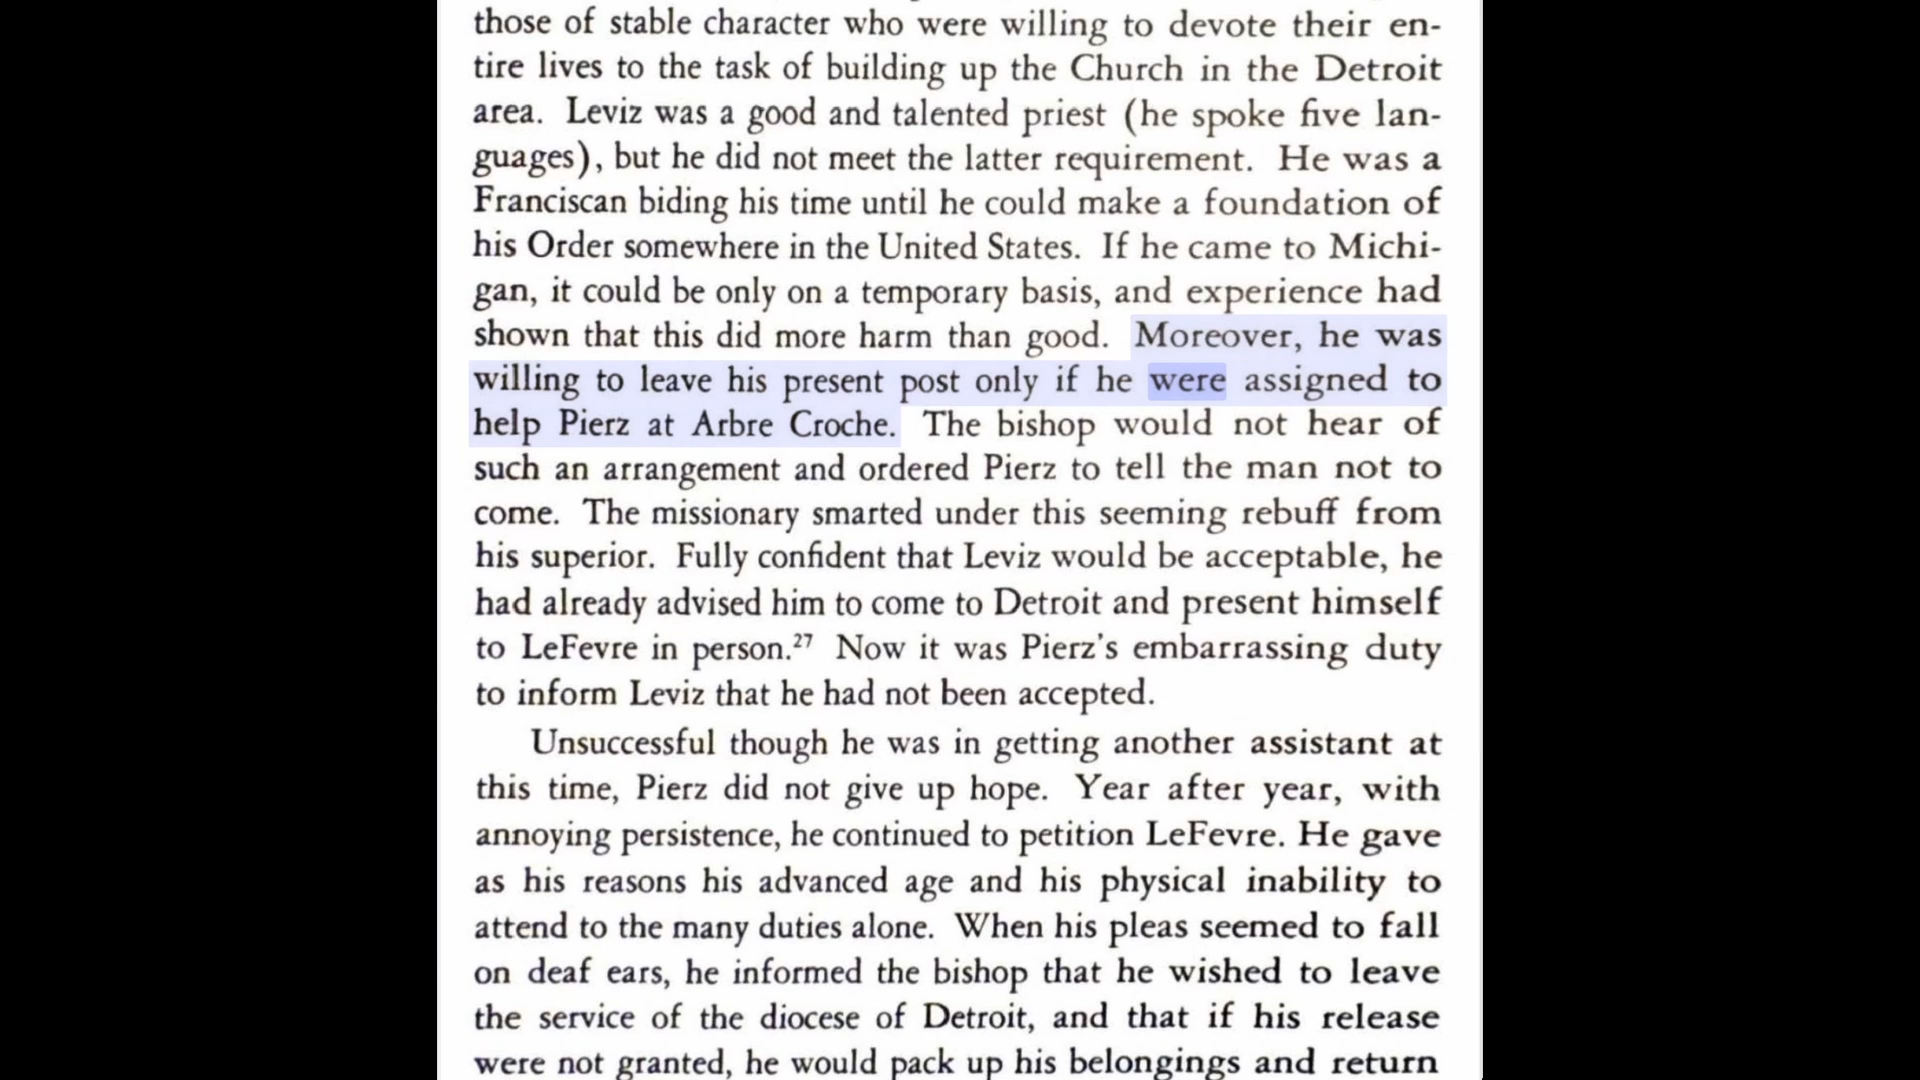 those of stable character who were willing to devote their en-
tire lives to the task of building up the Church in the Detroit
area. Leviz was a good and talented priest (he spoke five lan-
guages), but he did not meet the latter requirement. He was a
Franciscan biding his time until he could make a foundation of
his Order somewhere in the United States. If he came to Michi-
gan, it could be only on a temporary basis, and experience had
shown that this did more harm than good. Moreover, he was
willing to leave his present post only if he were assigned to
help Pierz at Arbre Croche. The bishop would not hear of
such an arrangement and ordered Pierz to tell the man not to
come. The missionary smarted under this seeming rebuff from
his superior. Fully confident that Leviz would be acceptable, he
had already advised him to come to Detroit and present himself
to LeFevre in person.²⁷ Now it was Pierz's embarrassing duty
to inform Leviz that he had not been accepted.
Unsuccessful though he was in getting another assistant at
this time, Pierz did not give up hope. Year after year, with
annoying persistence, he continued to petition LeFevre. He gave
as his reasons his advanced age and his physical inability to
attend to the many duties alone. When his pleas seemed to fall
on deaf ears, he informed the bishop that he wished to leave
the service of the diocese of Detroit, and that if his release
were not granted, he would pack up his belongings and return